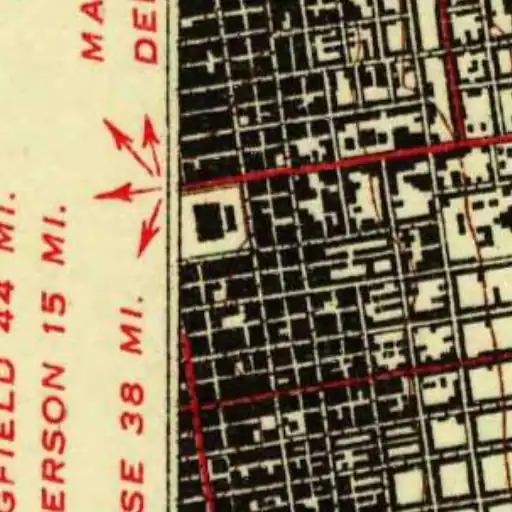 GFIELD 44 MI.
ERSON 15 MI.
SE 38 MI.
MA
DE